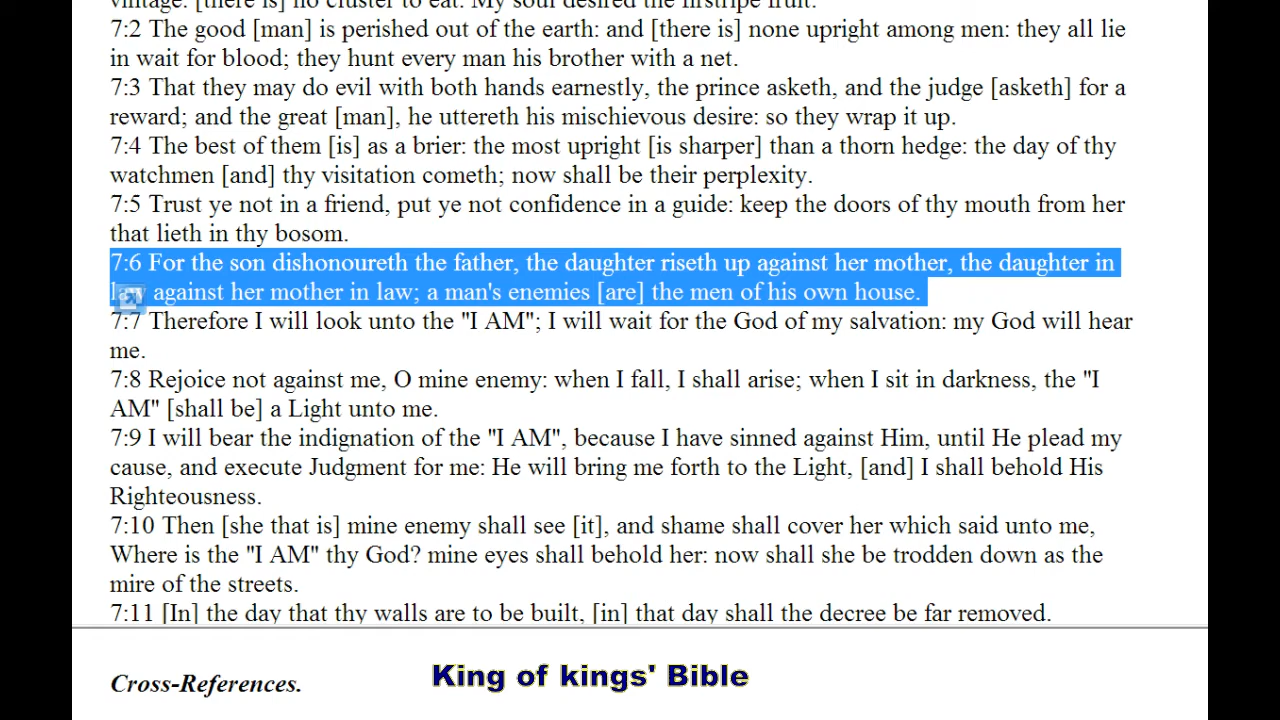 vintage: [there is] no cluster to eat: My soul desired the firstripe fruit.
7:2 The good [man] is perished out of the earth: and [there is] none upright among men: they all lie
in wait for blood; they hunt every man his brother with a net.
7:3 That they may do evil with both hands earnestly, the prince asketh, and the judge [asketh] for a
reward; and the great [man], he uttereth his mischievous desire: so they wrap it up.
7:4 The best of them [is] as a brier: the most upright [is sharper] than a thorn hedge: the day of thy
watchmen [and] thy visitation cometh; now shall be their perplexity.
7:5 Trust ye not in a friend, put ye not confidence in a guide: keep the doors of thy mouth from her
that lieth in thy bosom.
7:6 For the son dishonoureth the father, the daughter riseth up against her mother, the daughter in
law against her mother in law; a man's enemies [are] the men of his own house.
7:7 Therefore I will look unto the "I AM"; I will wait for the God of my salvation: my God will hear
me.
7:8 Rejoice not against me, O mine enemy: when I fall, I shall arise; when I sit in darkness, the "I
AM" [shall be] a Light unto me.
7:9 I will bear the indignation of the "I AM", because I have sinned against Him, until He plead my
cause, and execute Judgment for me: He will bring me forth to the Light, [and] I shall behold His
Righteousness.
7:10 Then [she that is] mine enemy shall see [it], and shame shall cover her which said unto me,
Where is the "I AM" thy God? mine eyes shall behold her: now shall she be trodden down as the
mire of the streets.
7:11 [In] the day that thy walls are to be built, [in] that day shall the decree be far removed.
Cross-References.
King of kings' Bible